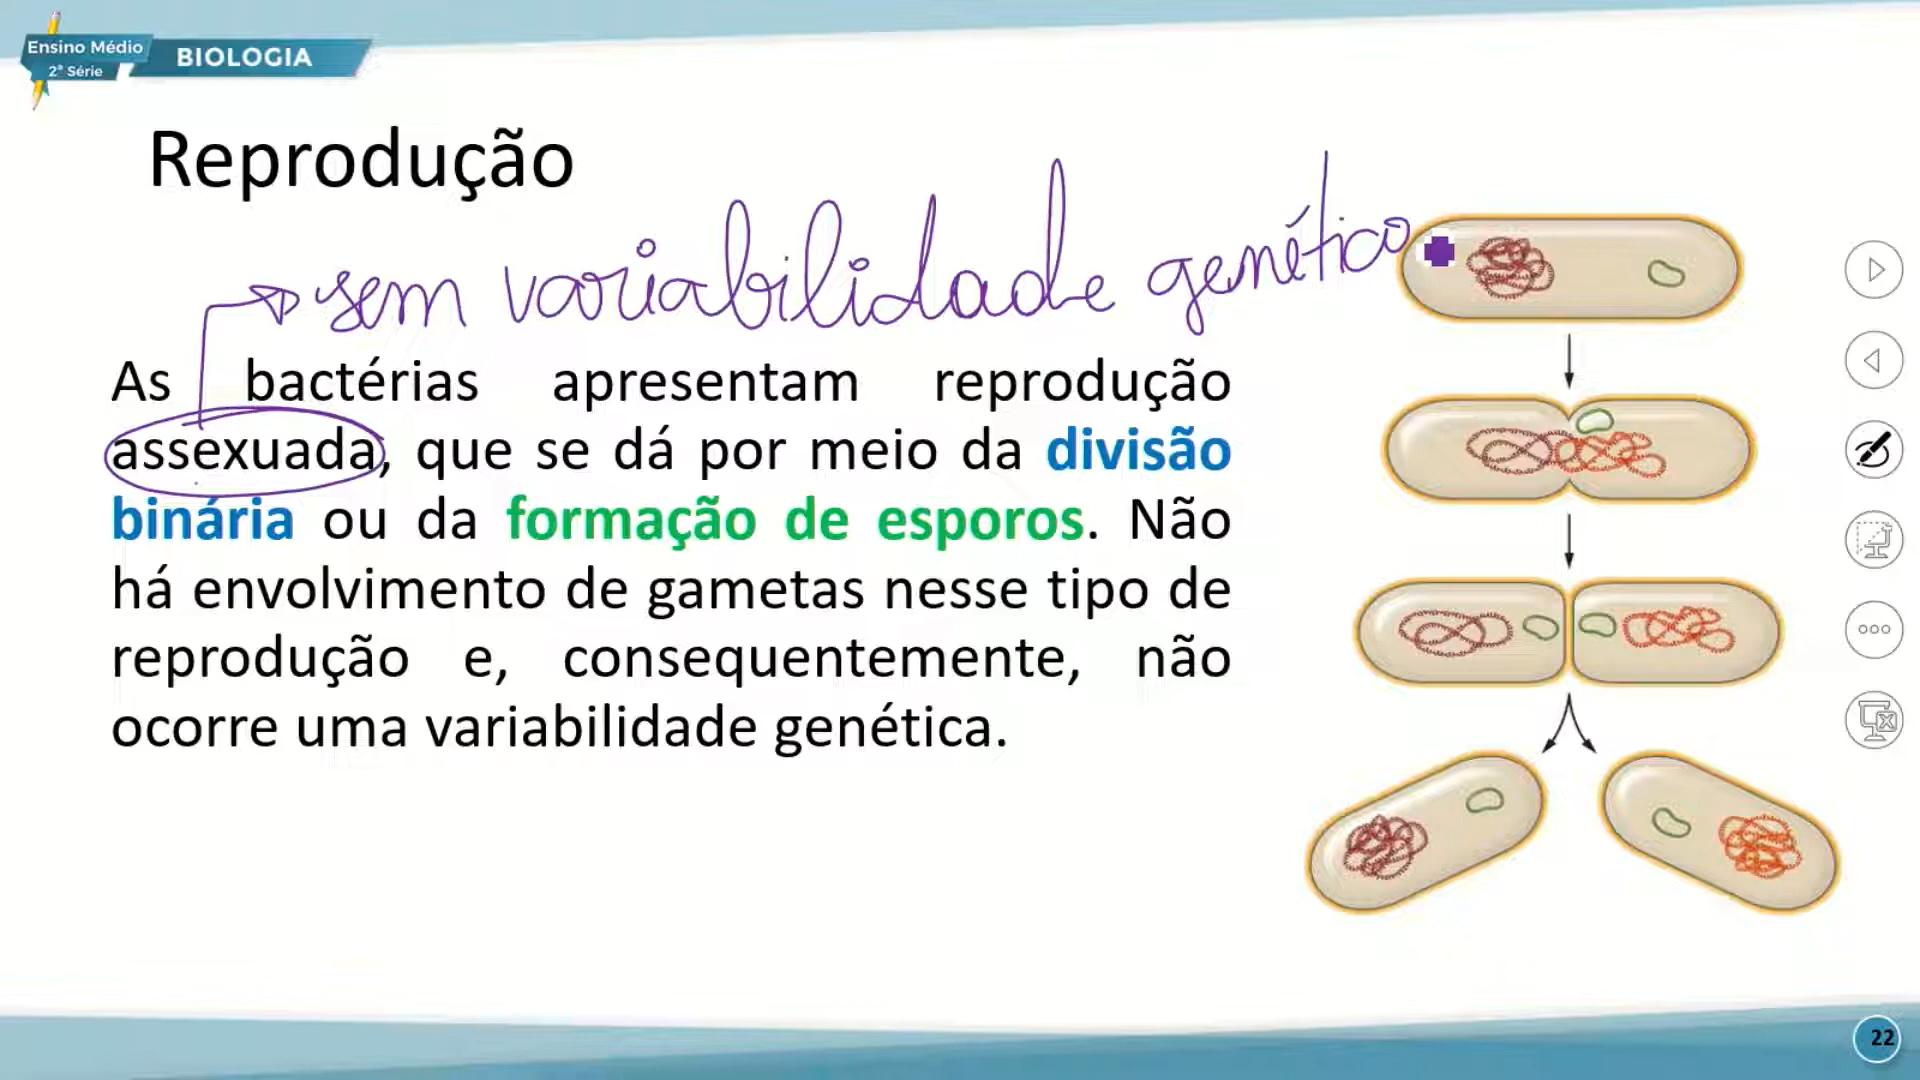 Ensino Médio
2ª Série
BIOLOGIA
Reprodução
sem variabilidade genética
As bactérias apresentam reprodução
assexuada, que se dá por meio da divisão
binária ou da formação de esporos. Não
há envolvimento de gametas nesse tipo de
reprodução e, consequentemente, não
ocorre uma variabilidade genética.
22